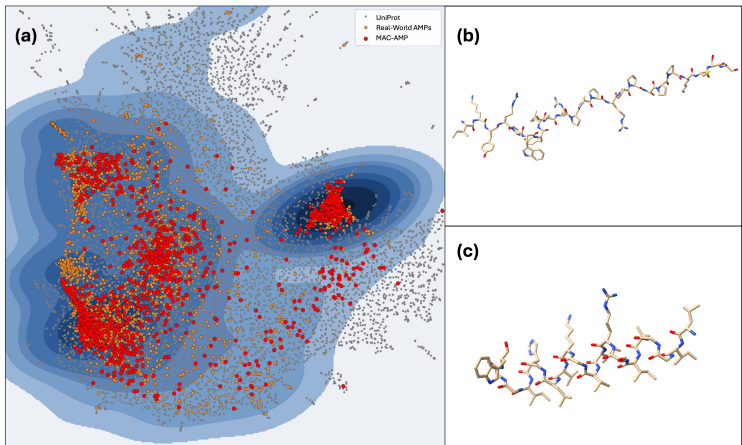 (a)
UniProt
Real-World AMPs
MAC-AMP
(b)
(c)